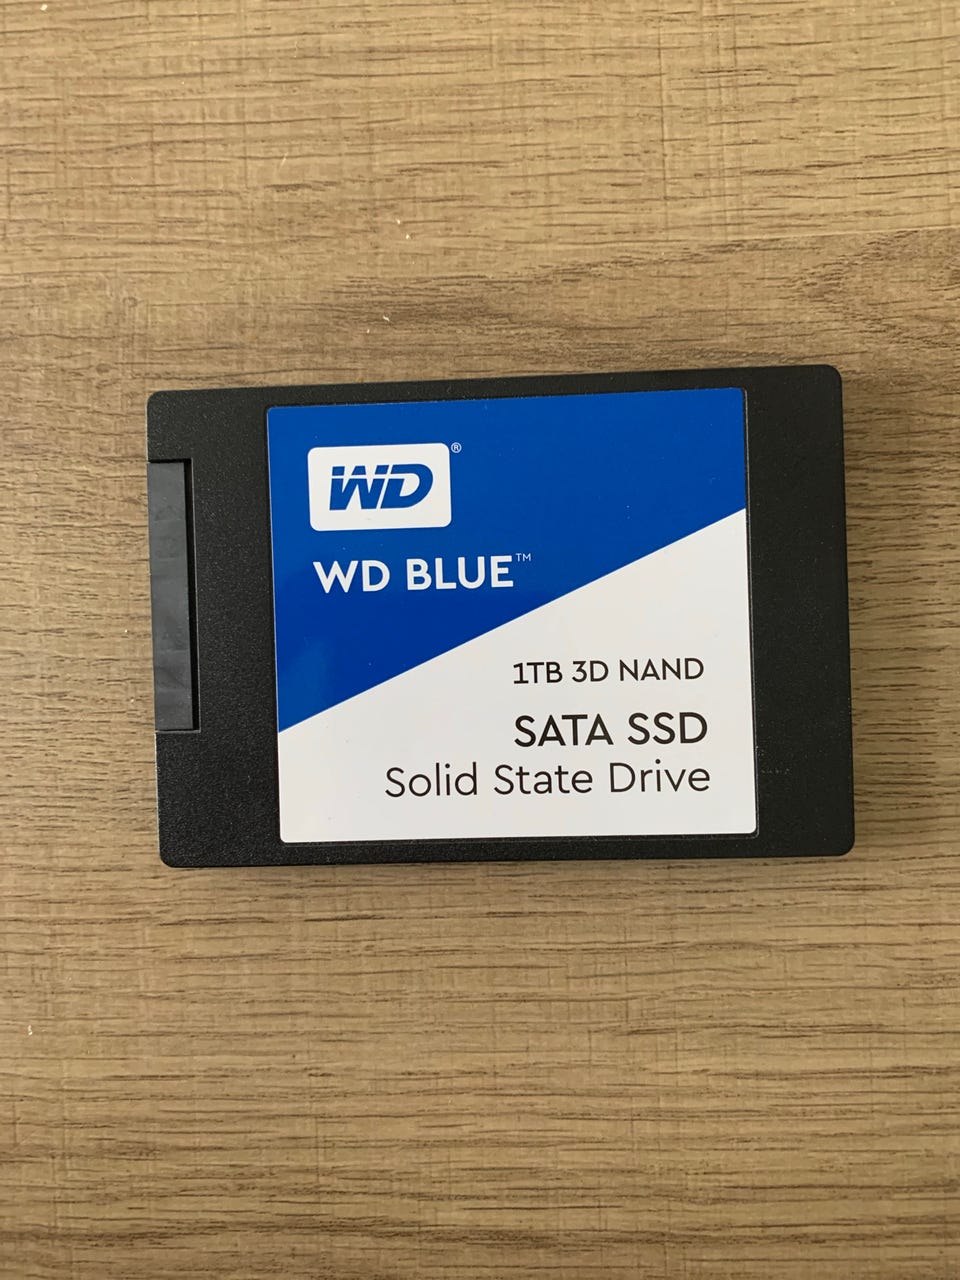 WD®
WD BLUE™
1TB 3D NAND
SATA SSD
Solid State Drive